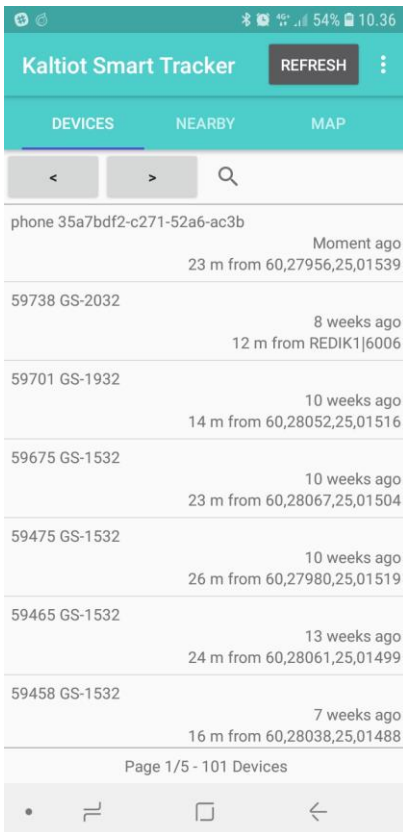 54% 10.36
Kaltiot Smart Tracker REFRESH
DEVICES NEARBY MAP
< >
phone 35a7bdf2-c271-52a6-ac3b
Moment ago
23 m from 60,27956,25,01539
59738 GS-2032
8 weeks ago
12 m from REDIK1|6006
59701 GS-1932
10 weeks ago
14 m from 60,28052,25,01516
59675 GS-1532
10 weeks ago
23 m from 60,28067,25,01504
59475 GS-1532
10 weeks ago
26 m from 60,27980,25,01519
59465 GS-1532
13 weeks ago
24 m from 60,28061,25,01499
59458 GS-1532
7 weeks ago
16 m from 60,28038,25,01488
Page 1/5 - 101 Devices